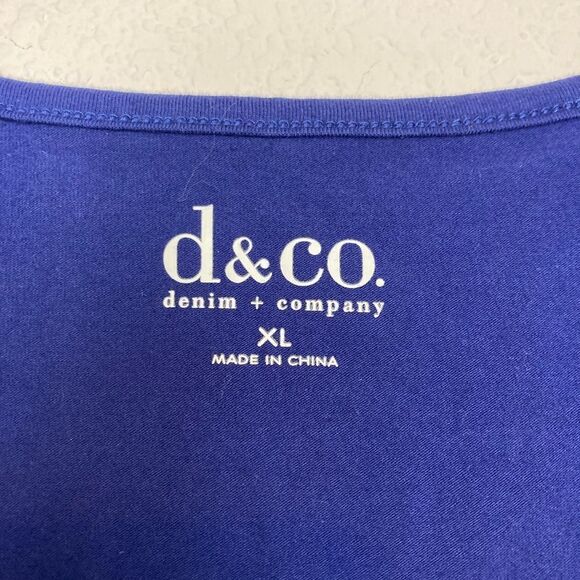 d&co.
denim + company
XL
MADE IN CHINA